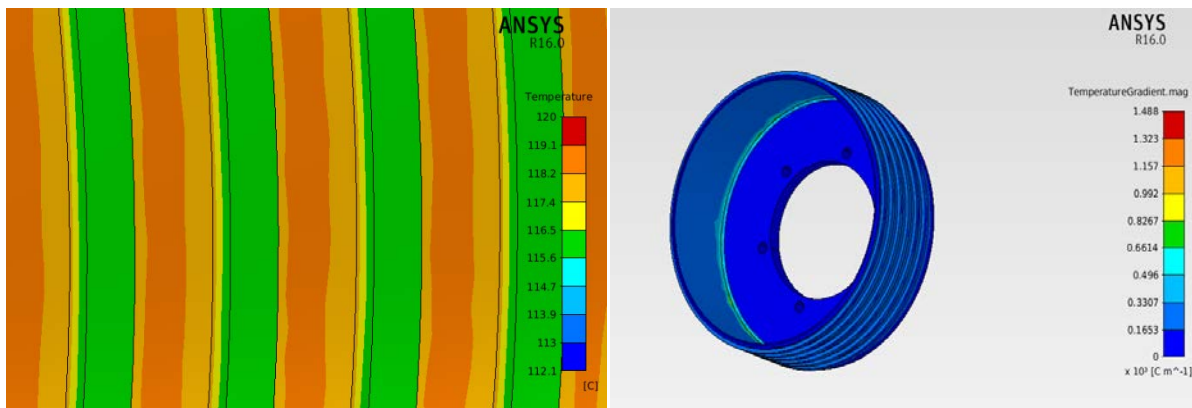 ANSYS
R16.0
Temperature
120
119.1
118.2
117.4
116.5
115.6
114.7
113.9
113
112.1
[C]
ANSYS
R16.0
TemperatureGradient.mag
1.488
1.323
1.157
0.992
0.8267
0.6614
0.496
0.3307
0.1653
0
x 10³ [C m^-1]